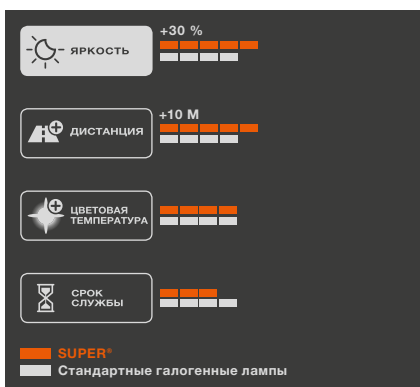 +30 %
ЯРКОСТЬ
+10 М
ДИСТАНЦИЯ
ЦВЕТОВАЯ
ТЕМПЕРАТУРА
СРОК
СЛУЖБЫ
SUPER®
Стандартные галогенные лампы